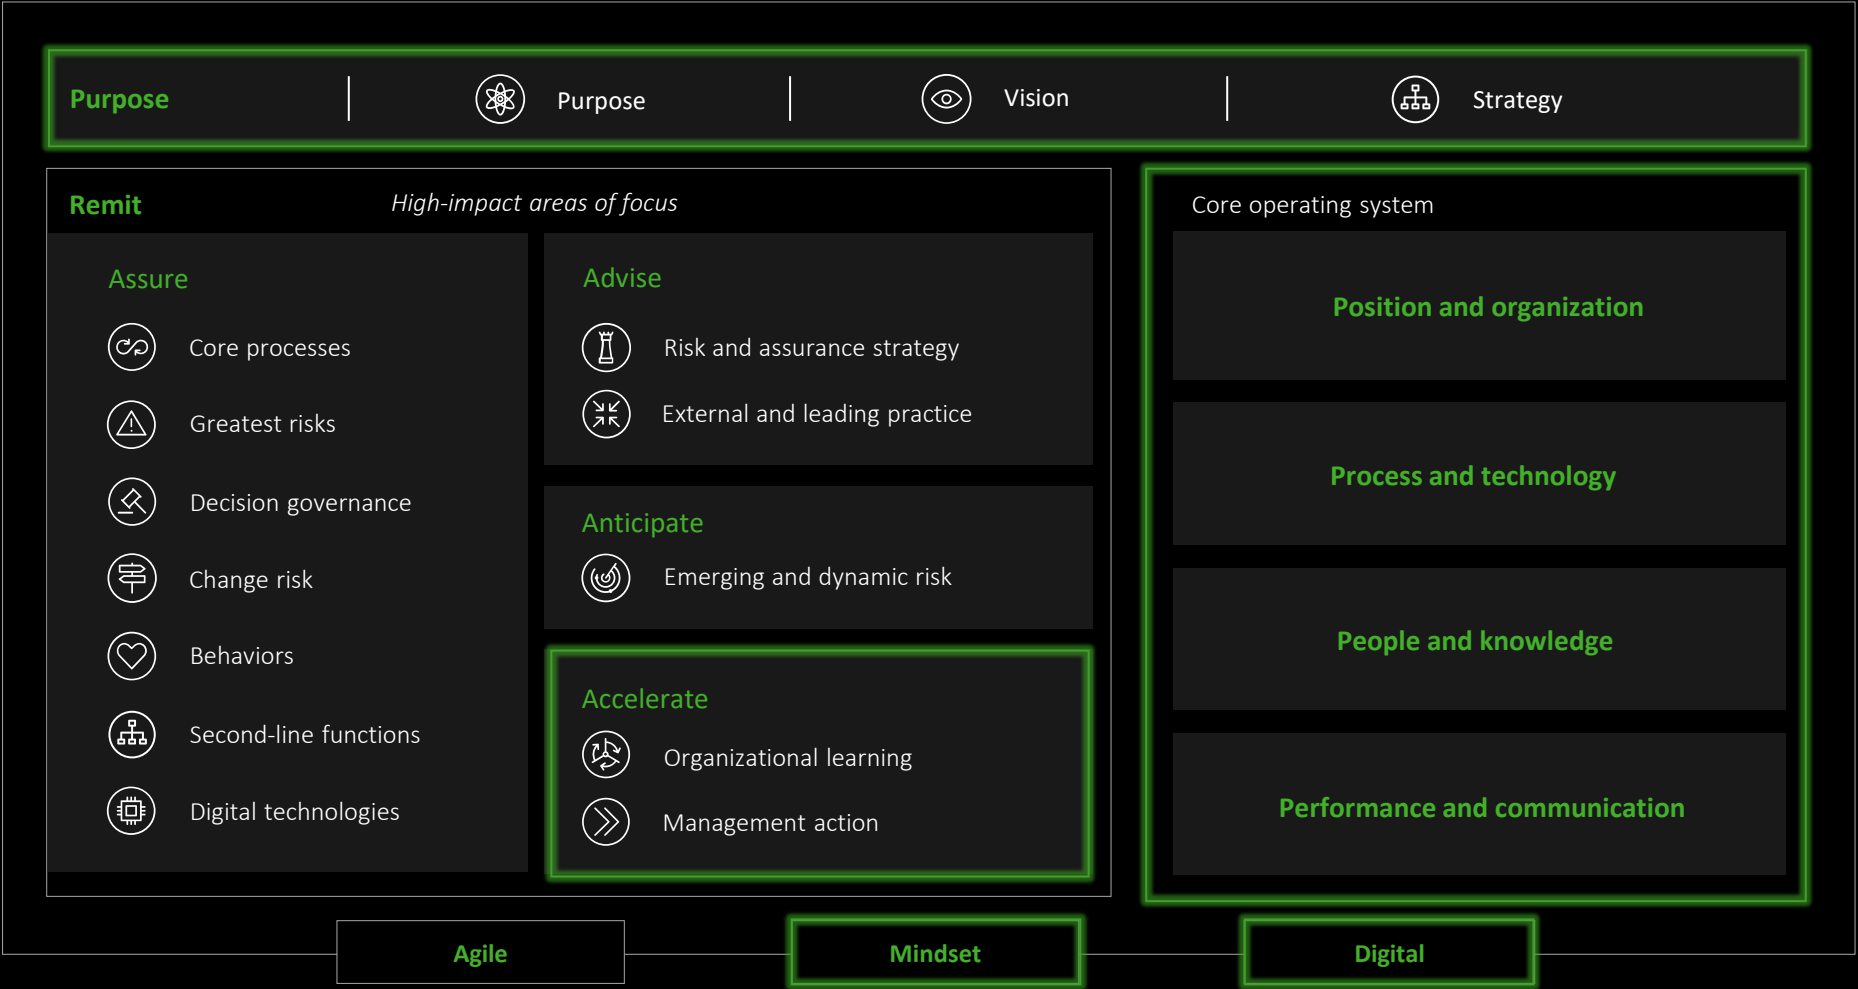 Purpose
Purpose
Vision
Strategy
Remit
High-impact areas of focus
Assure
Core processes
Greatest risks
Decision governance
Change risk
Behaviors
Second-line functions
Digital technologies
Advise
Risk and assurance strategy
External and leading practice
Anticipate
Emerging and dynamic risk
Accelerate
Organizational learning
Management action
Core operating system
Position and organization
Process and technology
People and knowledge
Performance and communication
Agile
Mindset
Digital